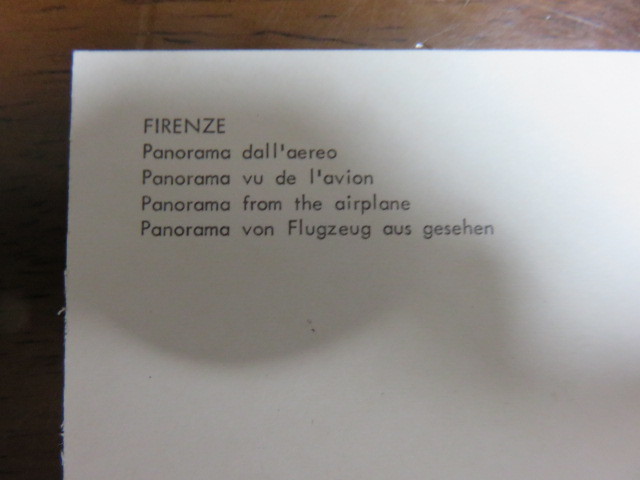 FIRENZE
Panorama dall'aereo
Panorama vu de l'avion
Panorama from the airplane
Panorama von Flugzeug aus gesehen